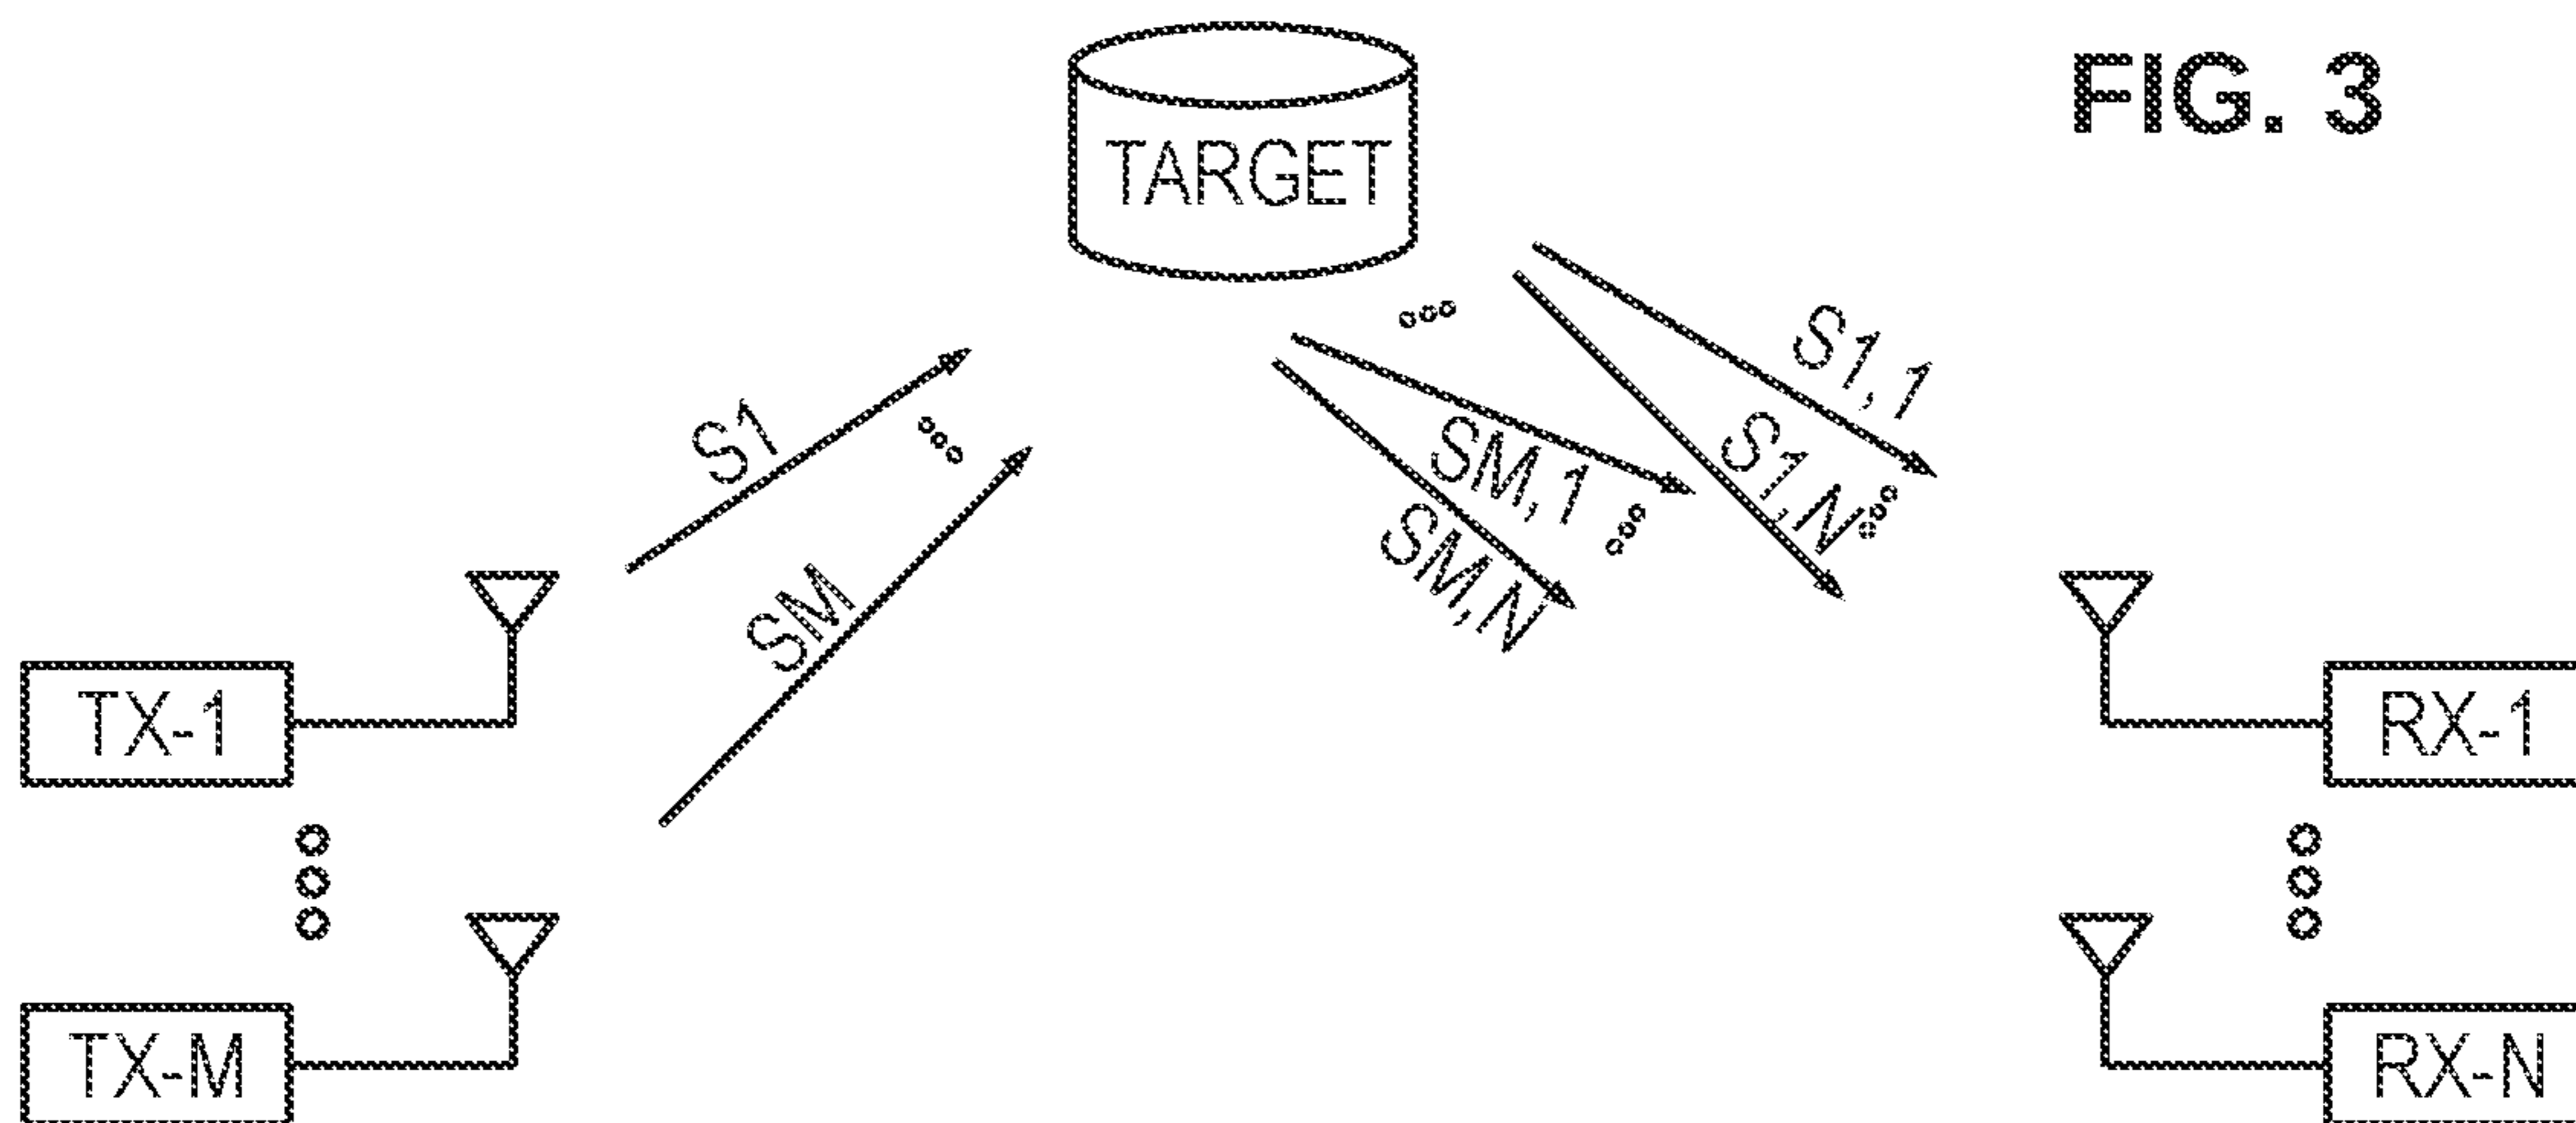 FIG. 3
TARGET
S1
SM
S1,1
S1,N
SM,1
SM,N
TX-1
RX-1
TX-M
RX-N